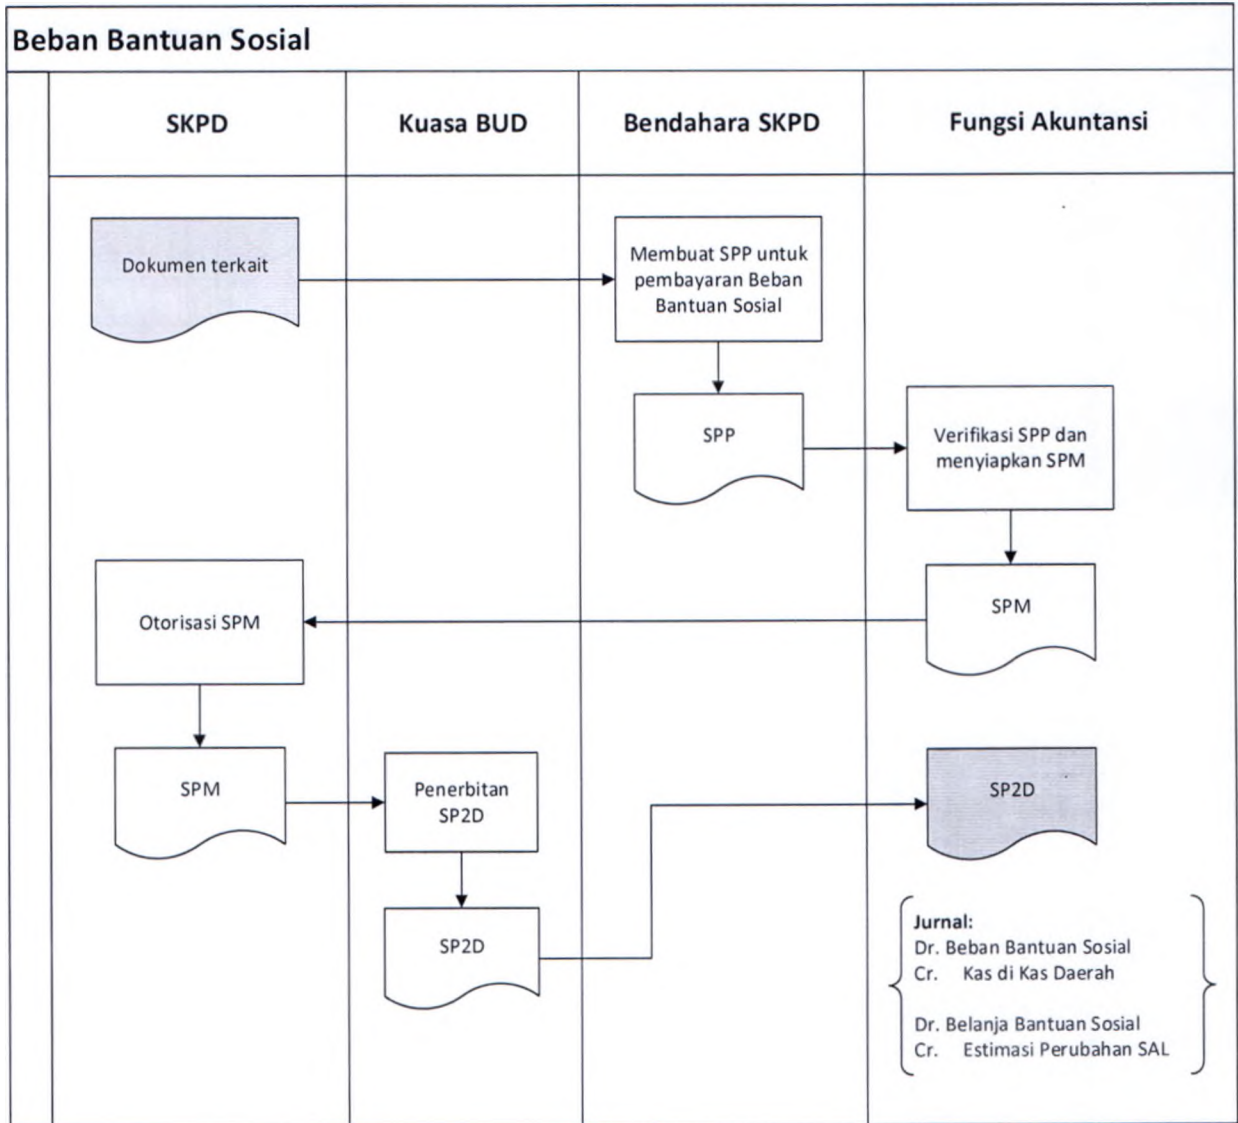 Beban Bantuan Sosial
SKPD
Kuasa BUD
Bendahara SKPD
Fungsi Akuntansi
Dokumen terkait
Membuat SPP untuk
pembayaran Beban
Bantuan Sosial
SPP
Verifikasi SPP dan
menyiapkan SPM
SPM
Otorisasi SPM
SPM
Penerbitan
SP2D
SP2D
SP2D
Jurnal:
Dr. Beban Bantuan Sosial
Cr. Kas di Kas Daerah
Dr. Belanja Bantuan Sosial
Cr. Estimasi Perubahan SAL